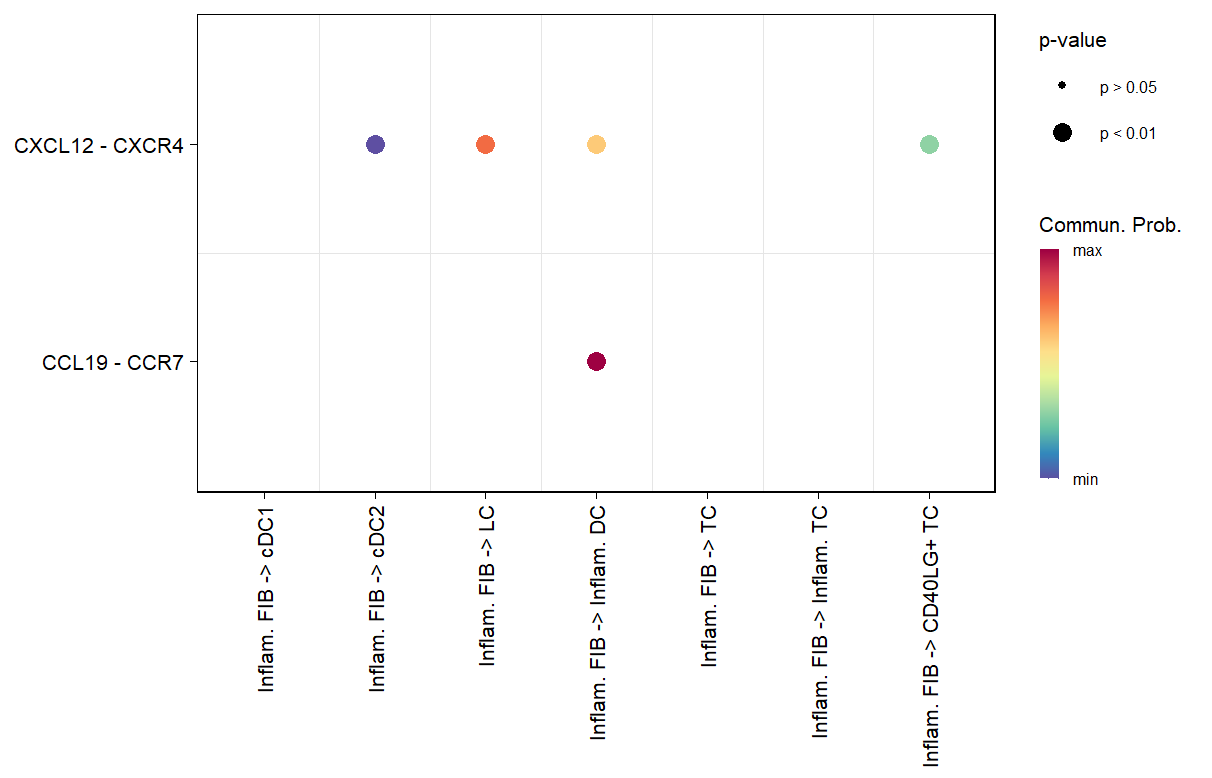 CXCL12 - CXCR4
CCL19 - CCR7
Inflam. FIB -> cDC1
Inflam. FIB -> cDC2
Inflam. FIB -> LC
Inflam. FIB -> Inflam. DC
Inflam. FIB -> TC
Inflam. FIB -> Inflam. TC
Inflam. FIB -> CD40LG+ TC
p-value
p > 0.05
p < 0.01
Commun. Prob.
max
min